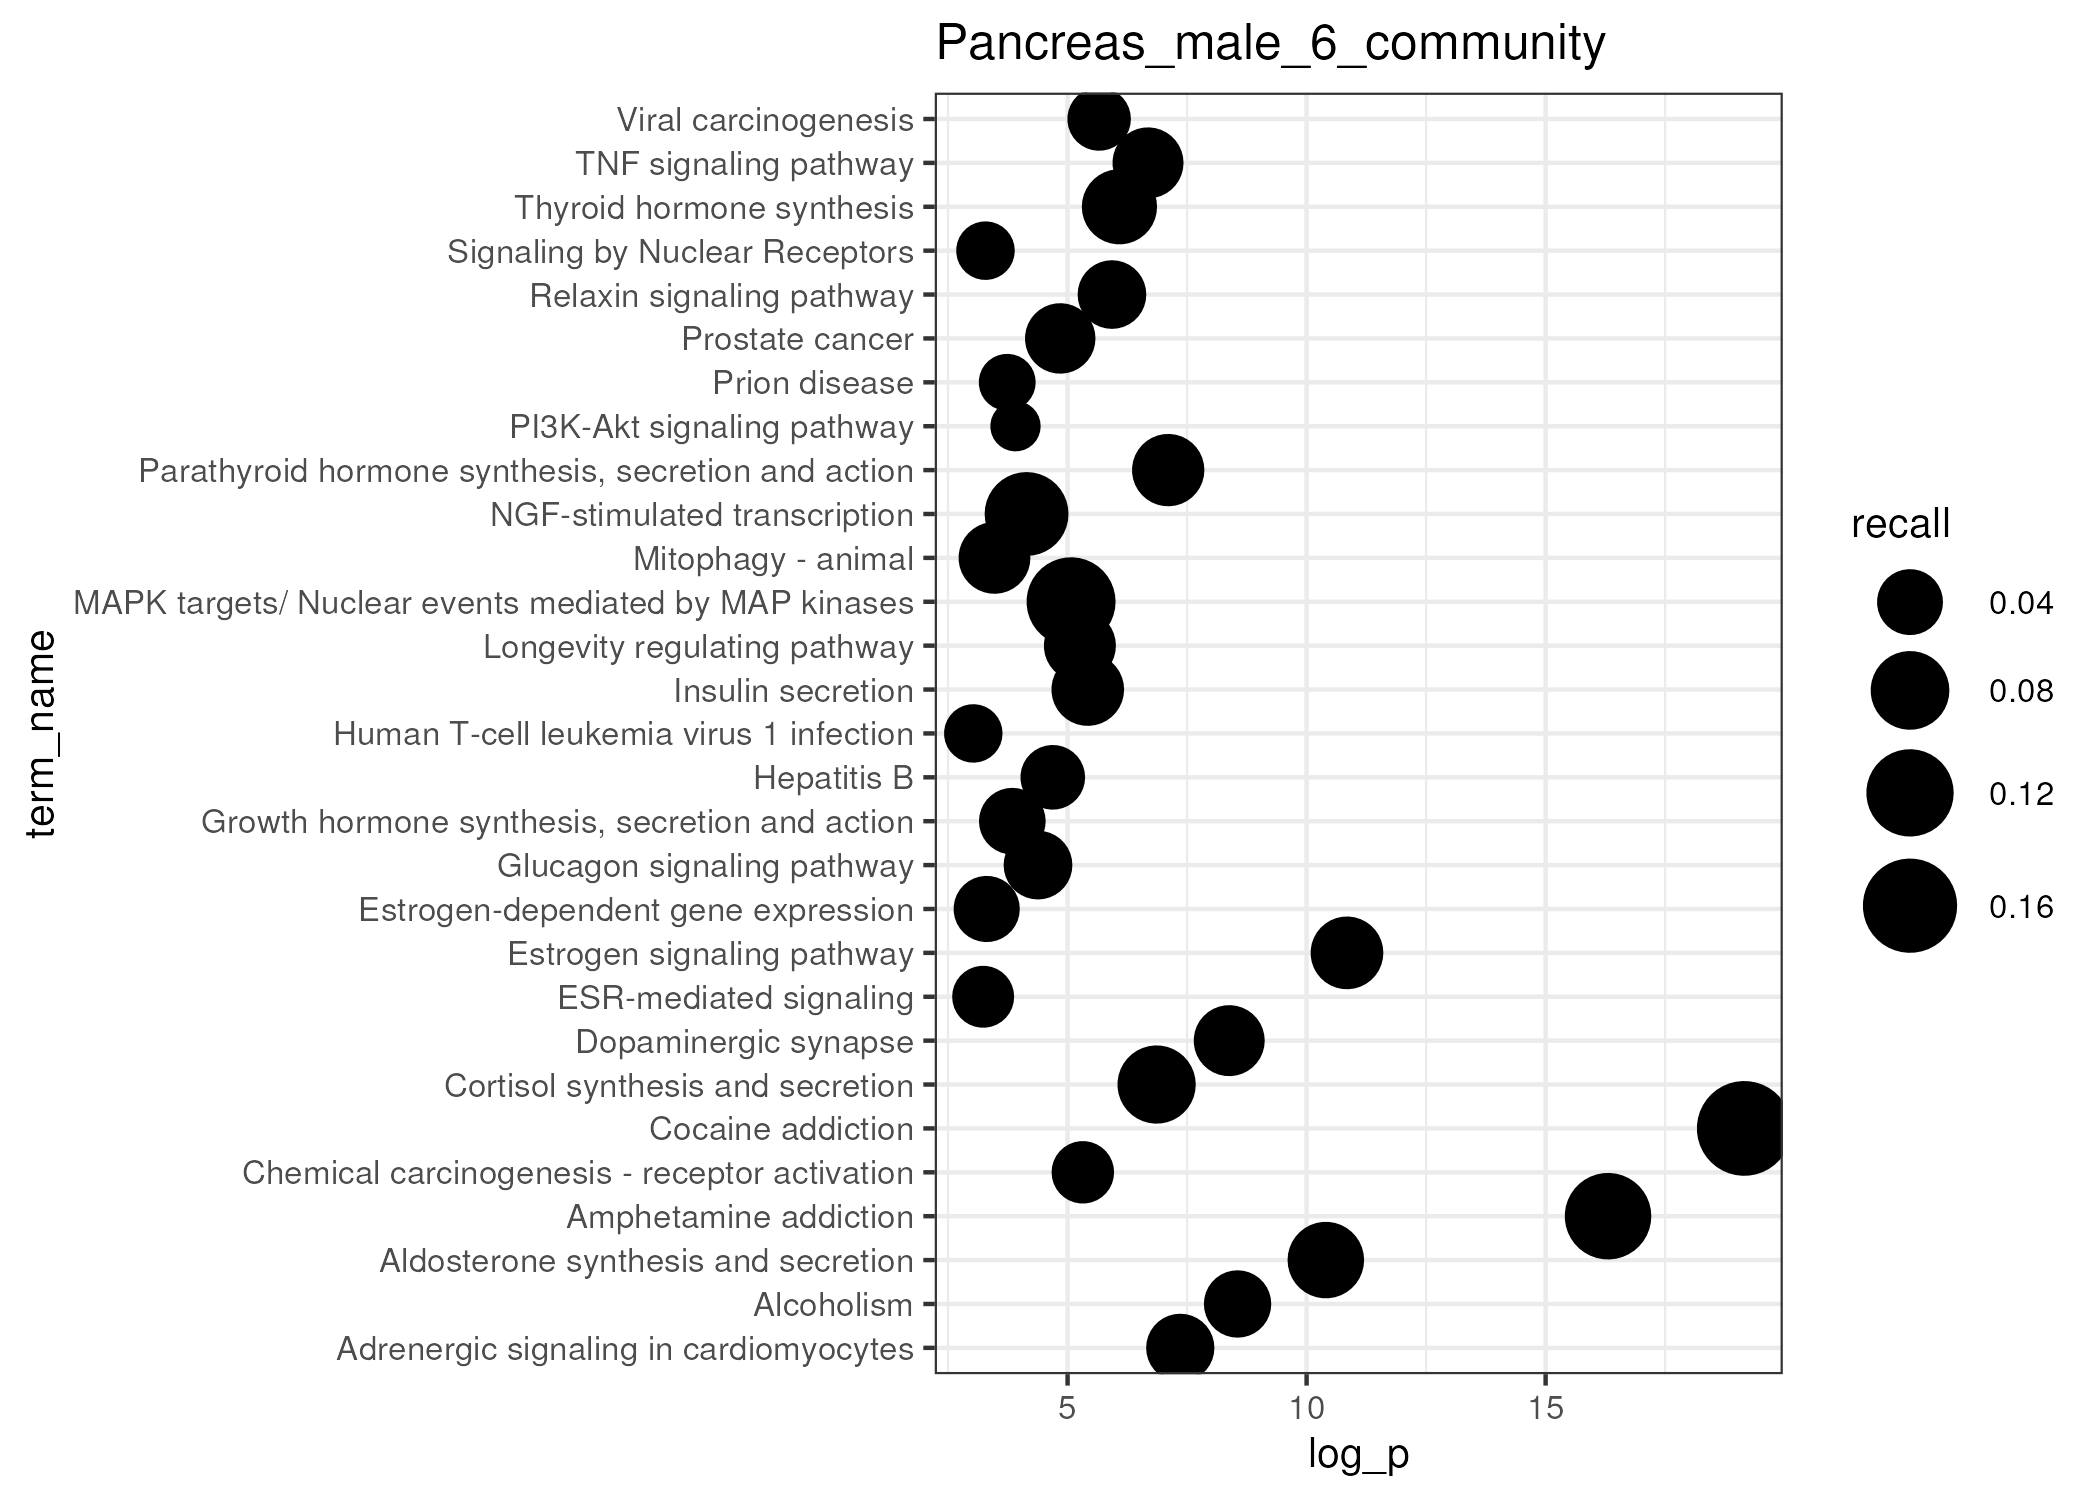 Pancreas_male_6_community
Viral carcinogenesis
TNF signaling pathway
Thyroid hormone synthesis
Signaling by Nuclear Receptors
Relaxin signaling pathway
Prostate cancer
Prion disease
PI3K-Akt signaling pathway
Parathyroid hormone synthesis, secretion and action
NGF-stimulated transcription
Mitophagy - animal
MAPK targets/ Nuclear events mediated by MAP kinases
Longevity regulating pathway
Insulin secretion
Human T-cell leukemia virus 1 infection
Hepatitis B
Growth hormone synthesis, secretion and action
Glucagon signaling pathway
Estrogen-dependent gene expression
Estrogen signaling pathway
ESR-mediated signaling
Dopaminergic synapse
Cortisol synthesis and secretion
Cocaine addiction
Chemical carcinogenesis - receptor activation
Amphetamine addiction
Aldosterone synthesis and secretion
Alcoholism
Adrenergic signaling in cardiomyocytes
term_name
5 10 15
log_p
recall
0.04
0.08
0.12
0.16